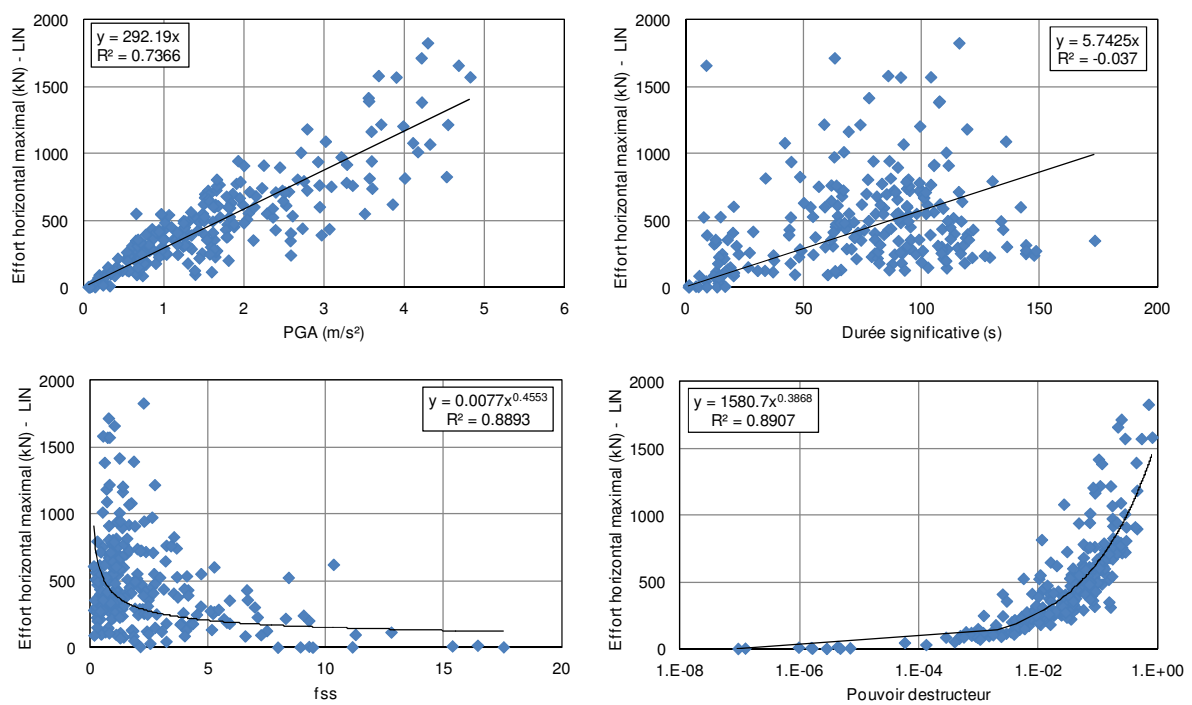 Effort horizontal maximal (kN) - LIN
2000
1500
1000
500
0
y = 292.19x
R² = 0.7366
0 1 2 3 4 5 6
PGA (m/s²)
Effort horizontal maximal (kN) - LIN
2000
1500
1000
500
0
y = 5.7425x
R² = -0.037
0 50 100 150 200
Durée significative (s)
Effort horizontal maximal (kN) - LIN
2000
1500
1000
500
0
y = 0.0077x^0.4553
R² = 0.8893
0 5 10 15 20
fss
Effort horizontal maximal (kN) - LIN
2000
1500
1000
500
0
y = 1580.7x^0.3868
R² = 0.8907
1.E-08 1.E-06 1.E-04 1.E-02 1.E+00
Pouvoir destructeur